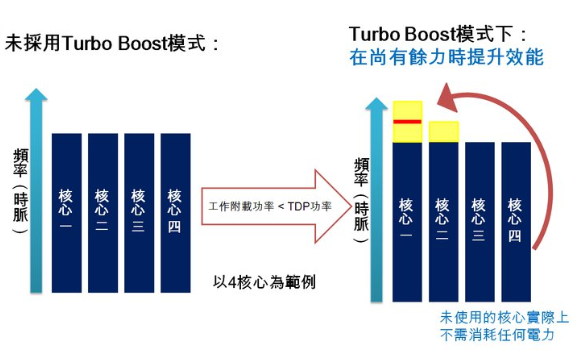 未採用Turbo Boost模式：
Turbo Boost模式下：
在尚有餘力時提升效能
頻率（時脈）
核心一
核心二
核心三
核心四
工作附載功率 < TDP功率
以4核心為範例
頻率（時脈）
核心一
核心二
核心三
核心四
未使用的核心實際上
不需消耗任何電力